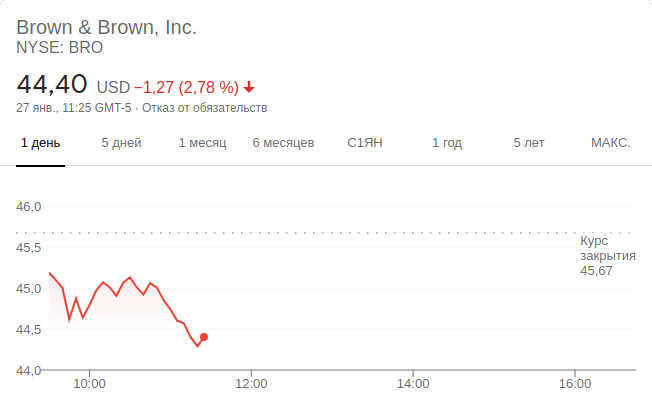 Brown & Brown, Inc.
NYSE: BRO
44,40 USD −1,27 (2,78 %)
27 янв., 11:25 GMT-5 · Отказ от обязательств
1 день 5 дней 1 месяц 6 месяцев С1ЯН 1 год 5 лет МАКС.
46,0
45,5
45,0
44,5
44,0
Курс
закрытия
45,67
10:00 12:00 14:00 16:00